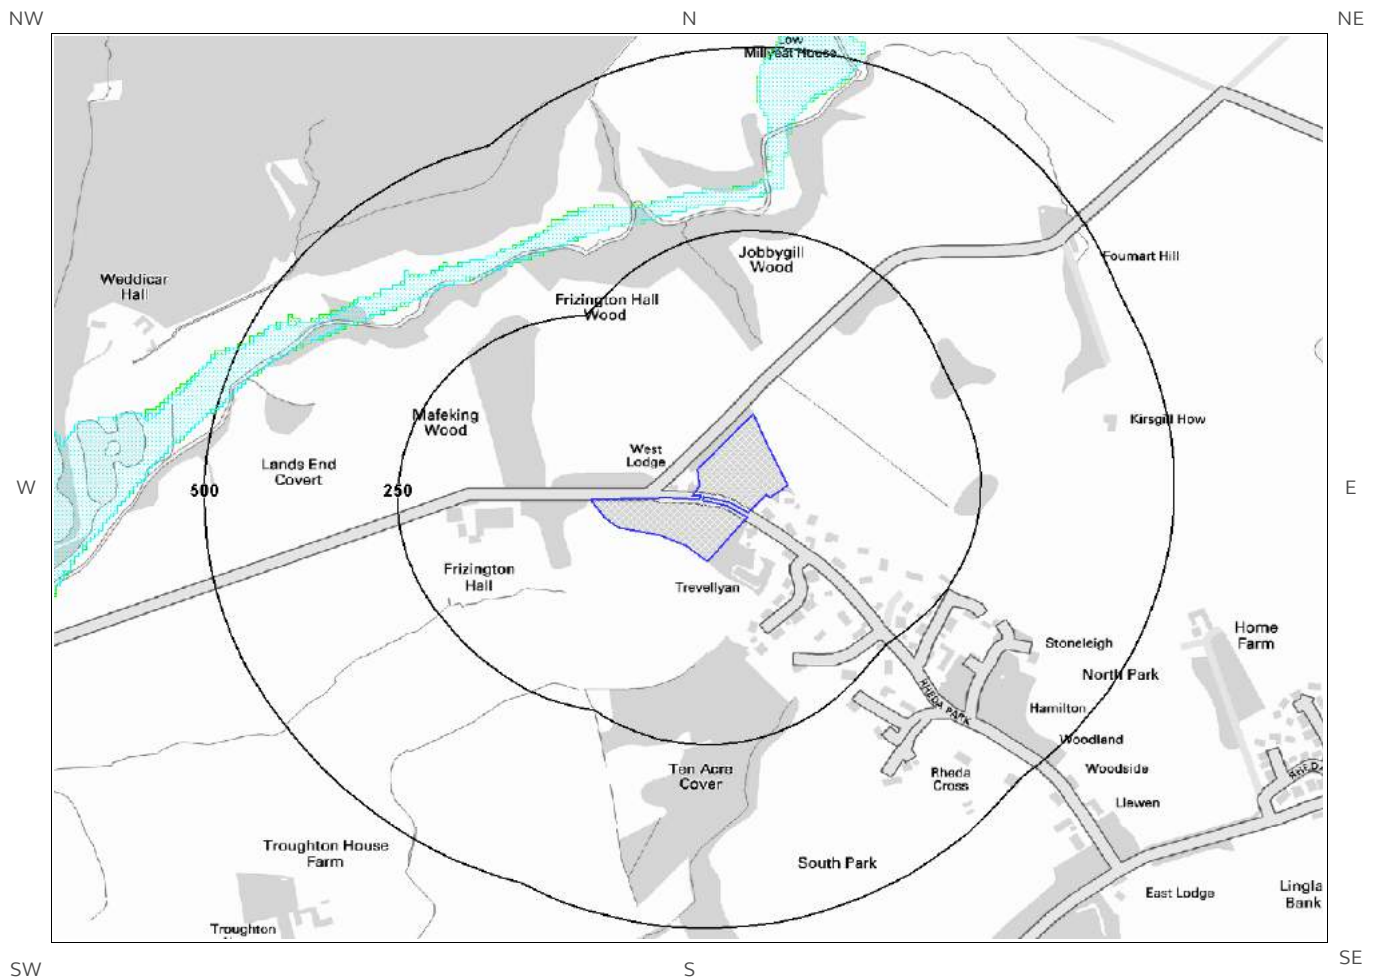 NW
N
NE
Low
Millyeat House
Foumart Hill
Jobbygill
Wood
Weddicar
Hall
Frizington Hall
Wood
Mafeking
Wood
Kirsgill How
West
Lodge
Lands End
Covert
W
500
250
E
Frizington
Hall
Trevellyan
Home
Farm
Stoneleigh
North Park
RHEDA PARK
Hamilton
Woodland
Ten Acre
Cover
Rheda
Cross
Woodside
RHEDA
Llewen
Troughton House
Farm
South Park
East Lodge
Lingla
Bank
Troughton
SW
S
SE